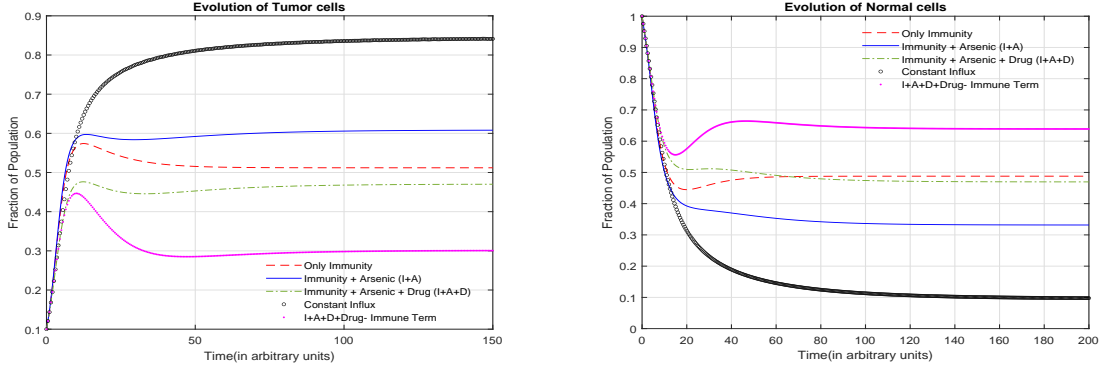 Evolution of Tumor cells
0.9
0.8
0.7
0.6
0.5
0.4
0.3
0.2
0.1
Fraction of Population
Only Immunity
Immunity + Arsenic (I+A)
Immunity + Arsenic + Drug (I+A+D)
Constant Influx
I+A+D+Drug- Immune Term
0
50
100
150
Time(in arbitrary units)
Evolution of Normal cells
1
0.9
0.8
0.7
0.6
0.5
0.4
0.3
0.2
0.1
0
Fraction of Population
Only Immunity
Immunity + Arsenic (I+A)
Immunity + Arsenic + Drug (I+A+D)
Constant Influx
I+A+D+Drug- Immune Term
0
20
40
60
80
100
120
140
160
180
200
Time(in arbitrary units)